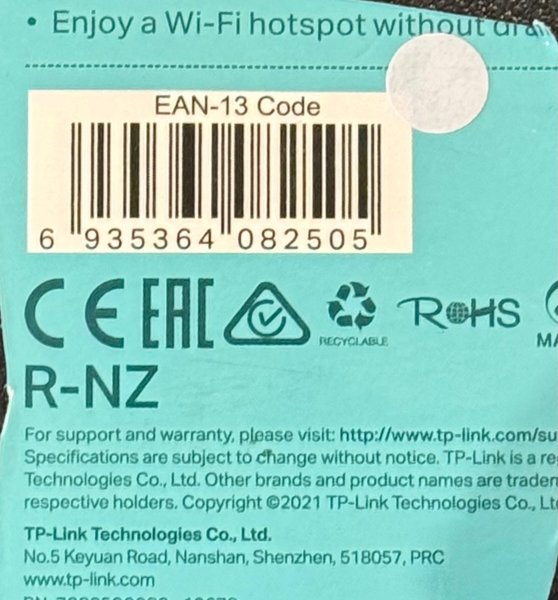 • Enjoy a Wi-Fi hotspot without
EAN-13 Code
6 935364 082505
CE EAC RECYCLABLE RoHS
R-NZ
For support and warranty, please visit: http://www.tp-link.com/su
Specifications are subject to change without notice. TP-Link is a re
Technologies Co., Ltd. Other brands and product names are tradem
respective holders. Copyright ©2021 TP-Link Technologies Co., Lt
TP-Link Technologies Co., Ltd.
No.5 Keyuan Road, Nanshan, Shenzhen, 518057, PRC
www.tp-link.com